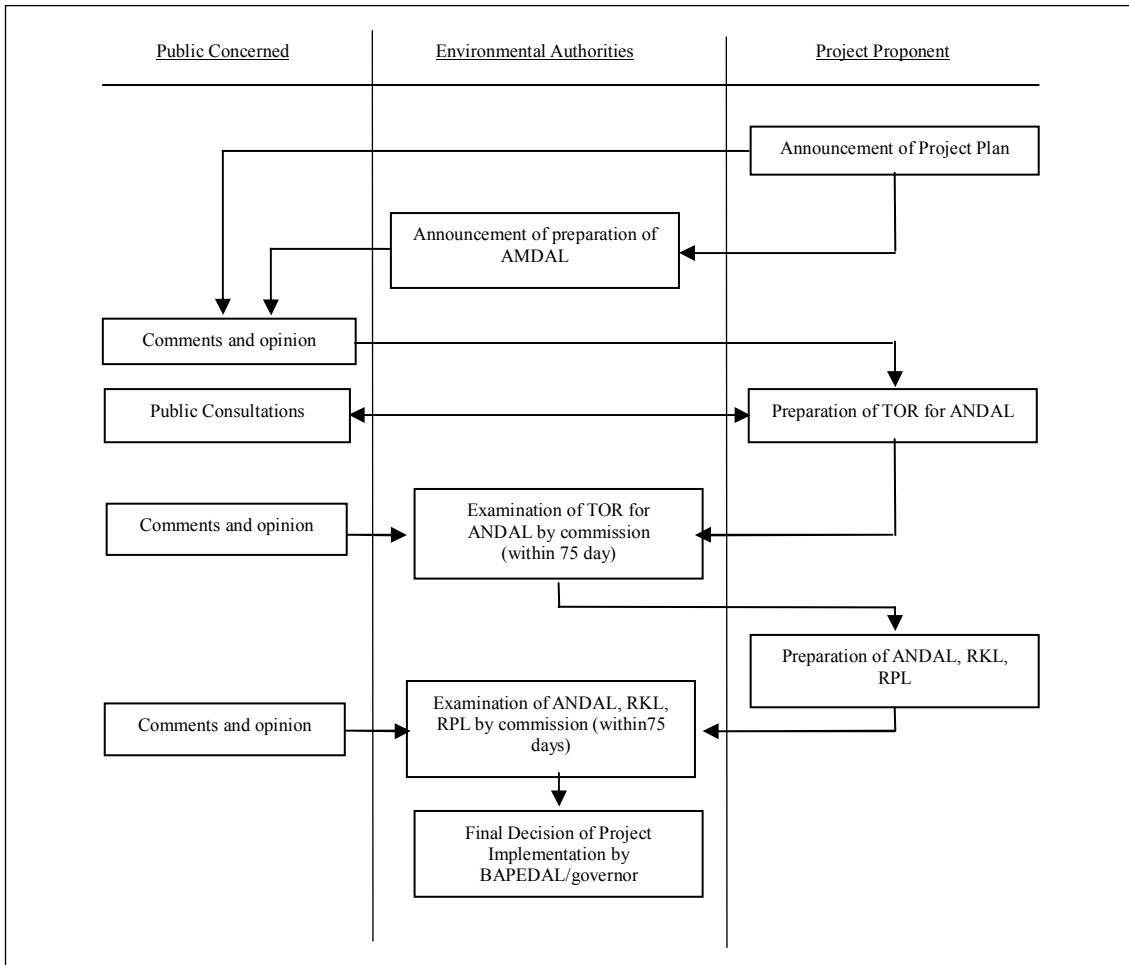 Public Concerned
Environmental Authorities
Project Proponent
Announcement of Project Plan
Announcement of preparation of
AMDAL
Comments and opinion
Public Consultations
Preparation of TOR for ANDAL
Comments and opinion
Examination of TOR for
ANDAL by commission
(within 75 day)
Preparation of ANDAL, RKL,
RPL
Comments and opinion
Examination of ANDAL, RKL,
RPL by commission (within75
days)
Final Decision of Project
Implementation by
BAPEDAL/governor